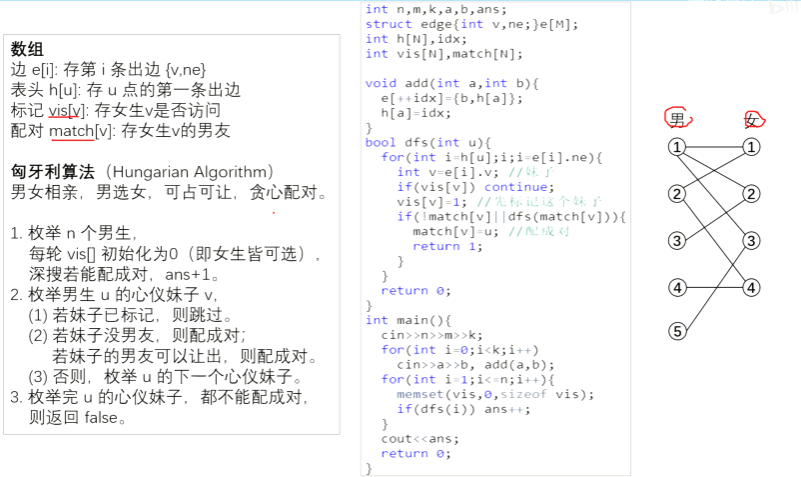 数组
边 e[i]: 存第 i 条出边 {v,ne}
表头 h[u]: 存 u 点的第一条出边
标记 vis[v]: 存女生v是否访问
配对 match[v]: 存女生v的男友
匈牙利算法（Hungarian Algorithm）
男女相亲，男选女，可占可让，贪心配对。
1. 枚举 n 个男生，
每轮 vis[] 初始化为0（即女生皆可选），
深搜若能配成对，ans+1。
2. 枚举男生 u 的心仪妹子 v，
(1) 若妹子已标记，则跳过。
(2) 若妹子没男友，则配成对;
若妹子的男友可以让出，则配成对。
(3) 否则，枚举 u 的下一个心仪妹子。
3. 枚举完 u 的心仪妹子，都不能配成对，
则返回 false。
int n,m,k,a,b,ans;
struct edge{int v,ne;}e[M];
int h[N],idx;
int vis[N],match[N];
void add(int a,int b){
e[++idx]={b,h[a]};
h[a]=idx;
}
bool dfs(int u){
for(int i=h[u];i;i=e[i].ne){
int v=e[i].v; //妹子
if(vis[v]) continue;
vis[v]=1; //先标记这个妹子
if(!match[v]||dfs(match[v])){
match[v]=u; //配成对
return 1;
}
}
return 0;
}
int main(){
cin>>n>>m>>k;
for(int i=0;i<k;i++)
cin>>a>>b, add(a,b);
for(int i=1;i<=n;i++){
memset(vis,0,sizeof vis);
if(dfs(i)) ans++;
}
cout<<ans;
return 0;
}
男 女
1 1
2 2
3 3
4 4
5